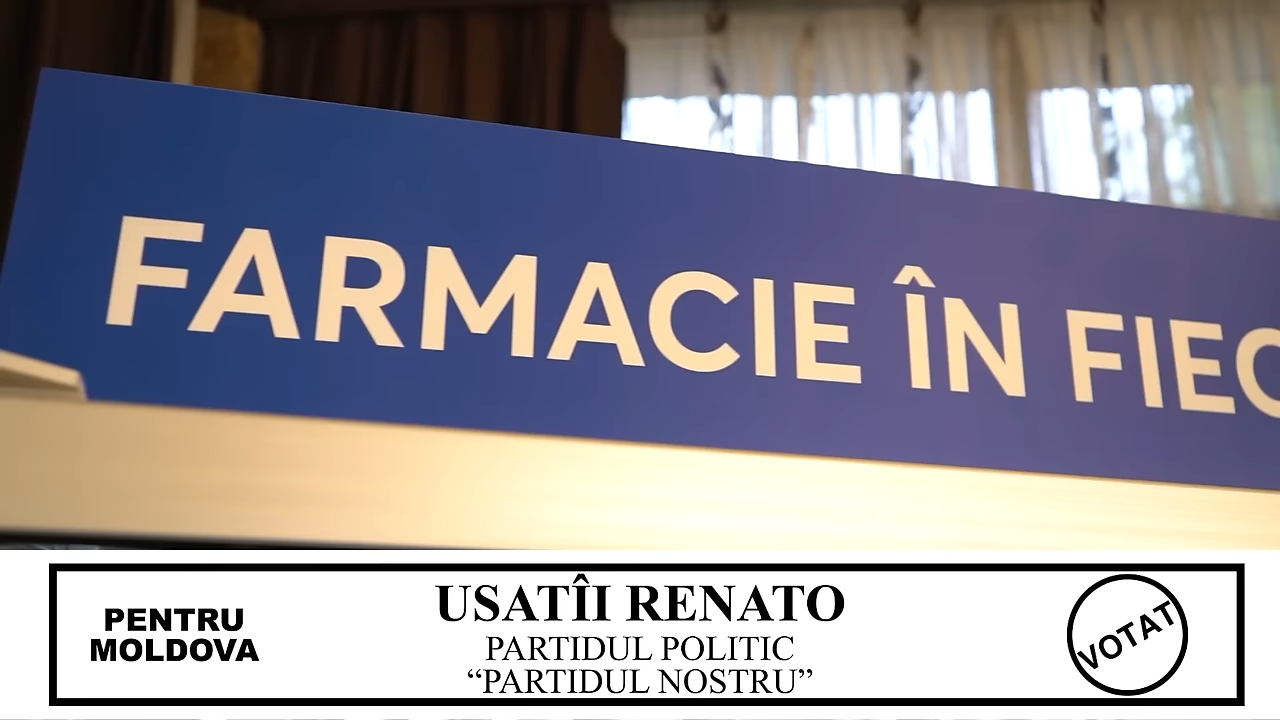 FARMACIE ÎN FIEC
PENTRU
MOLDOVA
USATÎI RENATO
PARTIDUL POLITIC
“PARTIDUL NOSTRU”
VOTAT